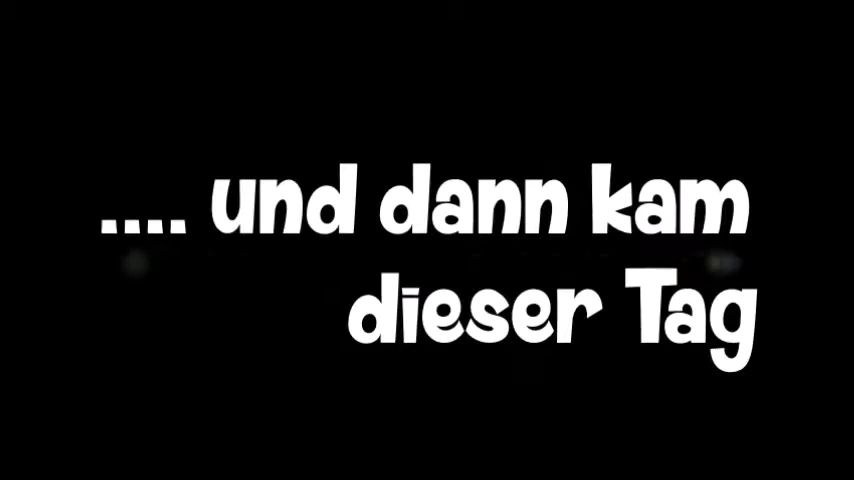 .... und dann kam
dieser Tag